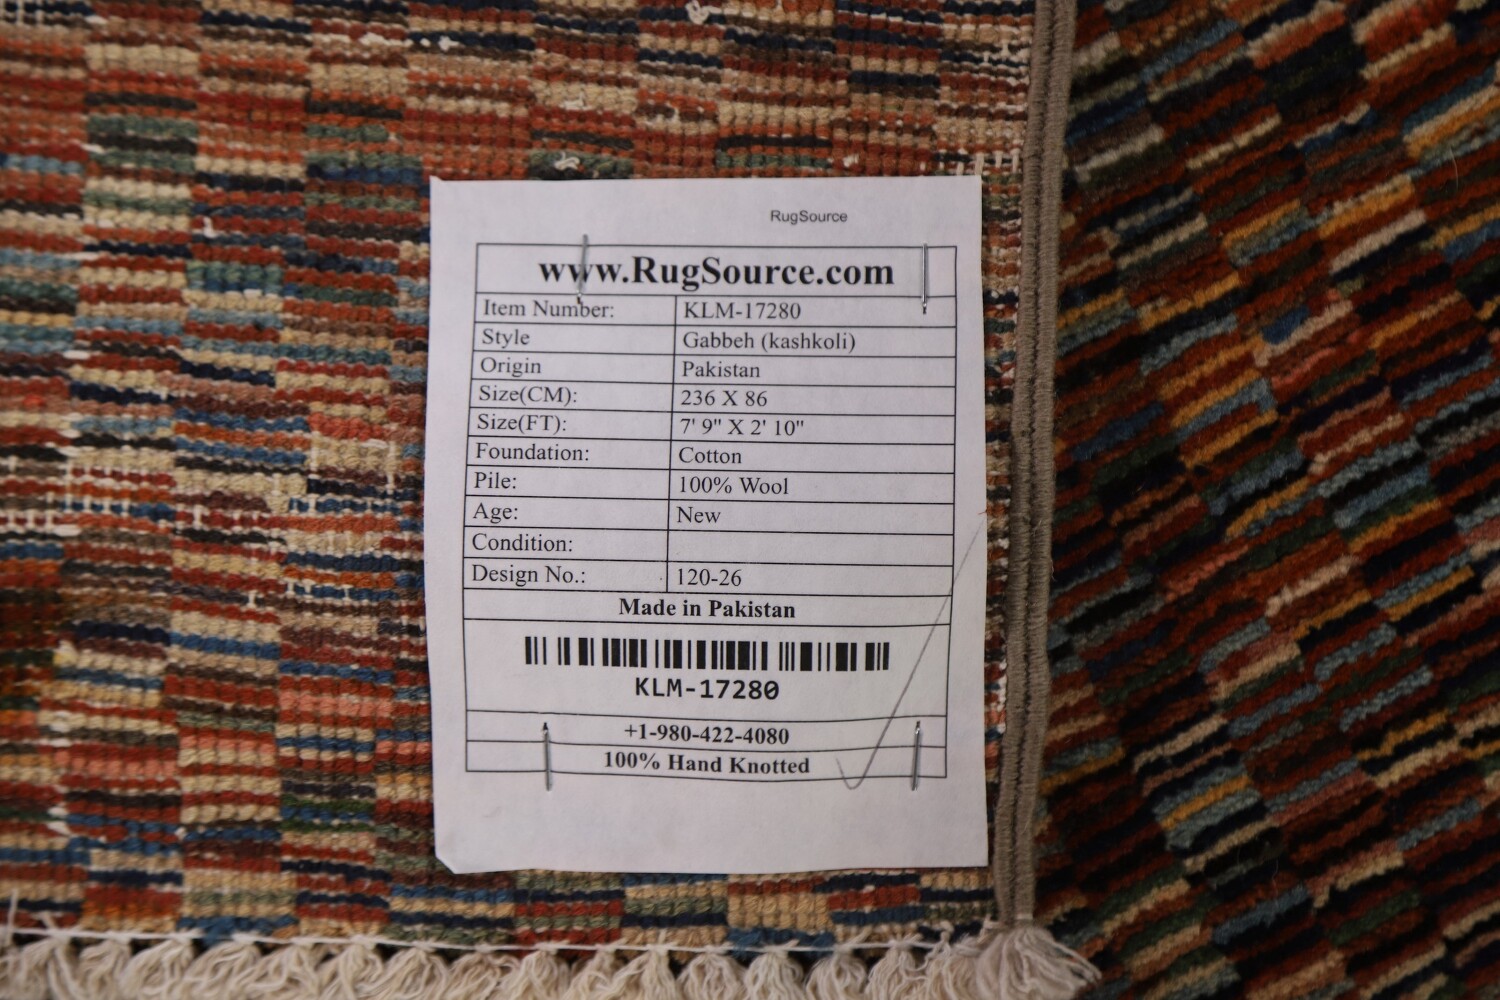 RugSource
www.RugSource.com
Item Number: KLM-17280
Style Gabbeh (kashkoli)
Origin Pakistan
Size(CM): 236 X 86
Size(FT): 7' 9" X 2' 10"
Foundation: Cotton
Pile: 100% Wool
Age: New
Condition:
Design No.: 120-26
Made in Pakistan
KLM-17280
+1-980-422-4080
100% Hand Knotted